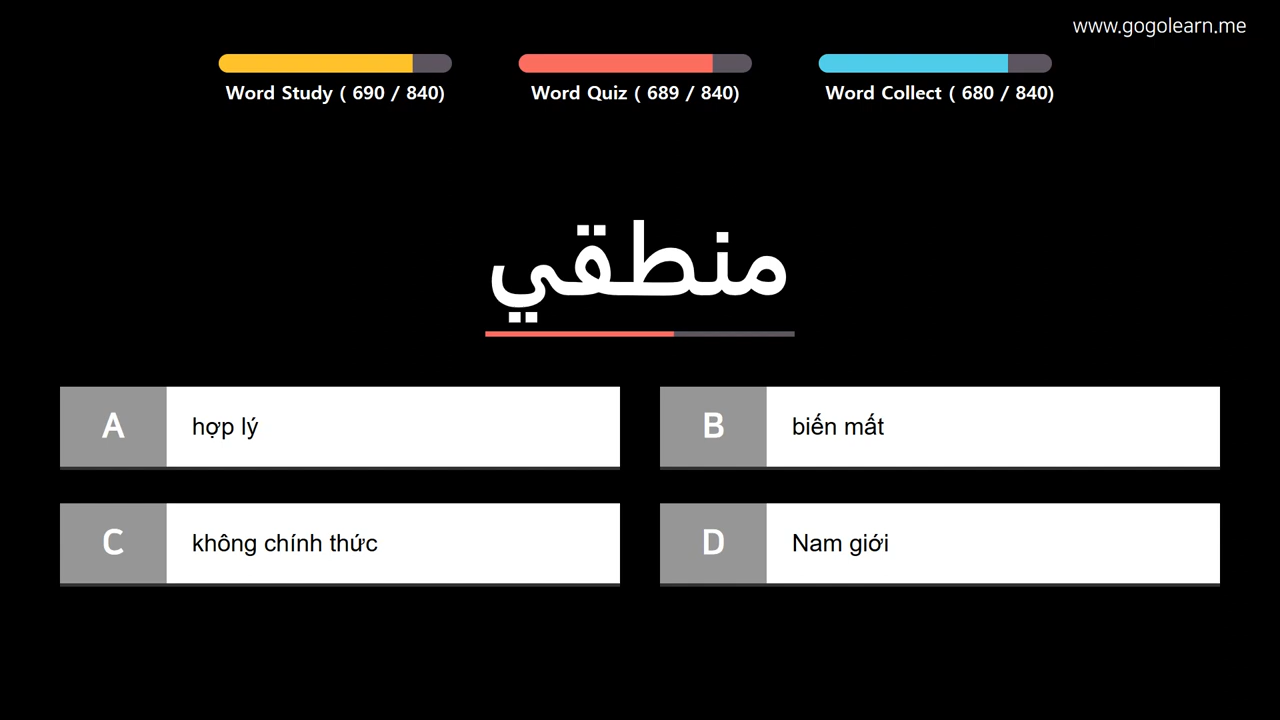 www.gogolearn.me
Word Study ( 690 / 840)
Word Quiz ( 689 / 840)
Word Collect ( 680 / 840)
منطقي
A hợp lý
B biến mất
C không chính thức
D Nam giới